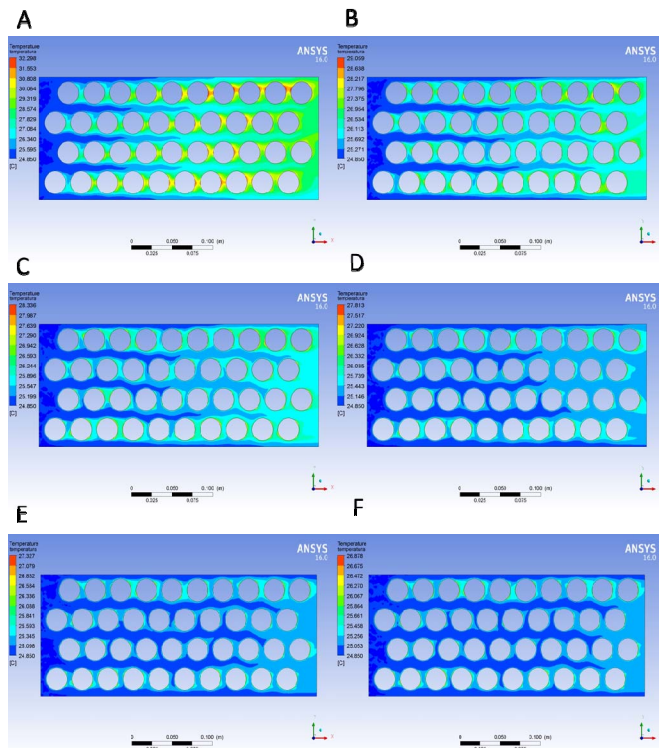 A
Temperature
temperatura
32.298
31.553
30.808
30.064
29.319
28.574
27.829
27.084
26.340
25.595
24.850
[C]
ANSYS
16.0
0 0.050 0.100 (m)
0.025 0.075
B
Temperature
temperatura
29.059
28.638
28.217
27.796
27.375
26.954
26.534
26.113
25.692
25.271
24.850
[C]
ANSYS
16.0
0 0.050 0.100 (m)
0.025 0.075
C
Temperature
temperatura
28.336
27.987
27.639
27.290
26.942
26.593
26.244
25.896
25.547
25.199
24.850
[C]
ANSYS
16.0
0 0.050 0.100 (m)
0.025 0.075
D
Temperature
temperatura
27.813
27.517
27.220
26.924
26.628
26.332
26.035
25.739
25.443
25.146
24.850
[C]
ANSYS
16.0
0 0.050 0.100 (m)
0.025 0.075
E
Temperature
temperatura
27.327
27.079
26.832
26.584
26.336
26.088
25.841
25.593
25.345
25.098
24.850
[C]
ANSYS
16.0
0 0.050 0.100 (m)
F
Temperature
temperatura
26.878
26.675
26.472
26.270
26.067
25.864
25.661
25.458
25.256
25.053
24.850
[C]
ANSYS
16.0
0 0.050 0.100 (m)